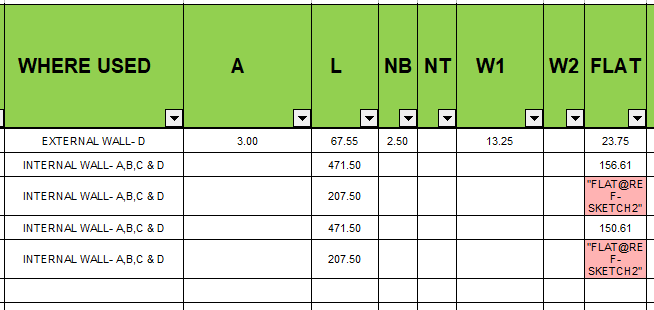 WHERE USED A L NB NT W1 W2 FLAT
EXTERNAL WALL- D 3.00 67.55 2.50 13.25 23.75
INTERNAL WALL- A,B,C & D 471.50 156.61
INTERNAL WALL- A,B,C & D 207.50 "FLAT@RE
F-
SKETCH2"
INTERNAL WALL- A,B,C & D 471.50 150.61
INTERNAL WALL- A,B,C & D 207.50 "FLAT@RE
F-
SKETCH2"